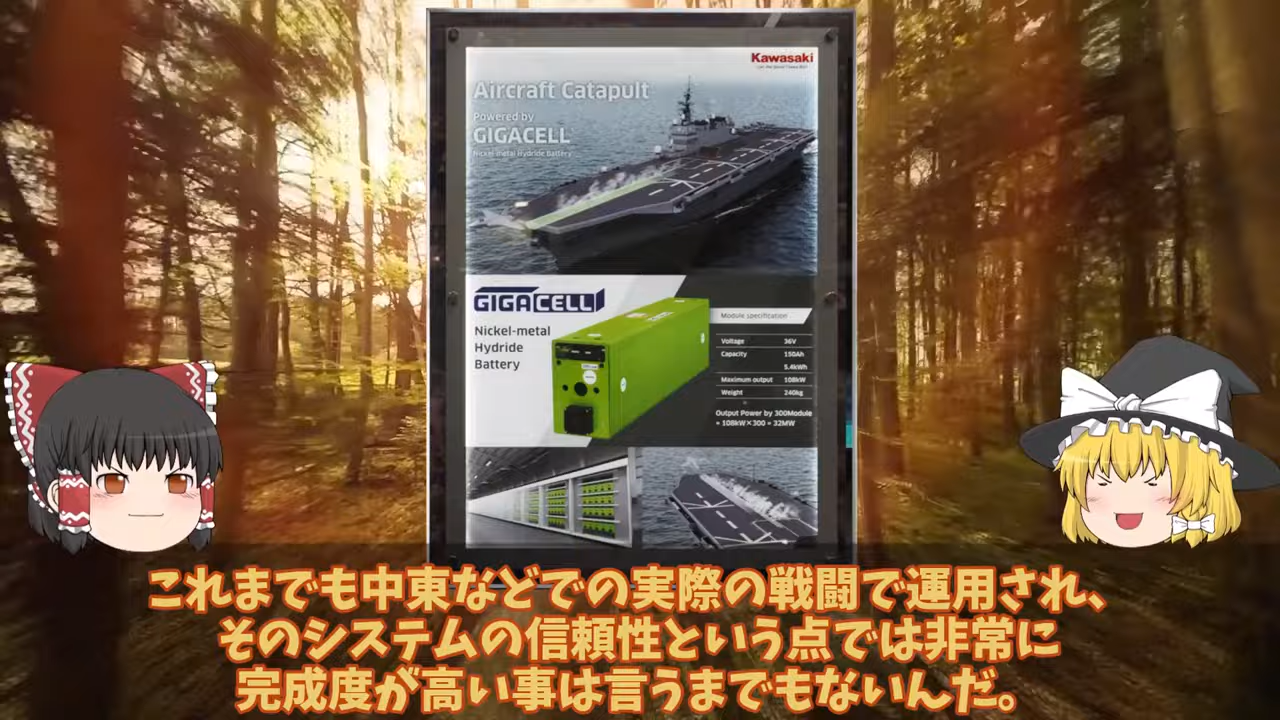 Kawasaki
Aircraft Catapult
Powered by
GIGACELL
Nickel-metal Hydride Battery
GIGACELL
Nickel-metal
Hydride
Battery
Module specification
Voltage 36V
Capacity 150Ah
5.4kWh
Maximum output 108kW
Weight 240kg
Output Power by 300Module
= 108kW×300 = 32MW
これまでも中東などでの実際の戦闘で運用され、
そのシステムの信頼性という点では非常に
完成度が高い事は言うまでもないんだ。